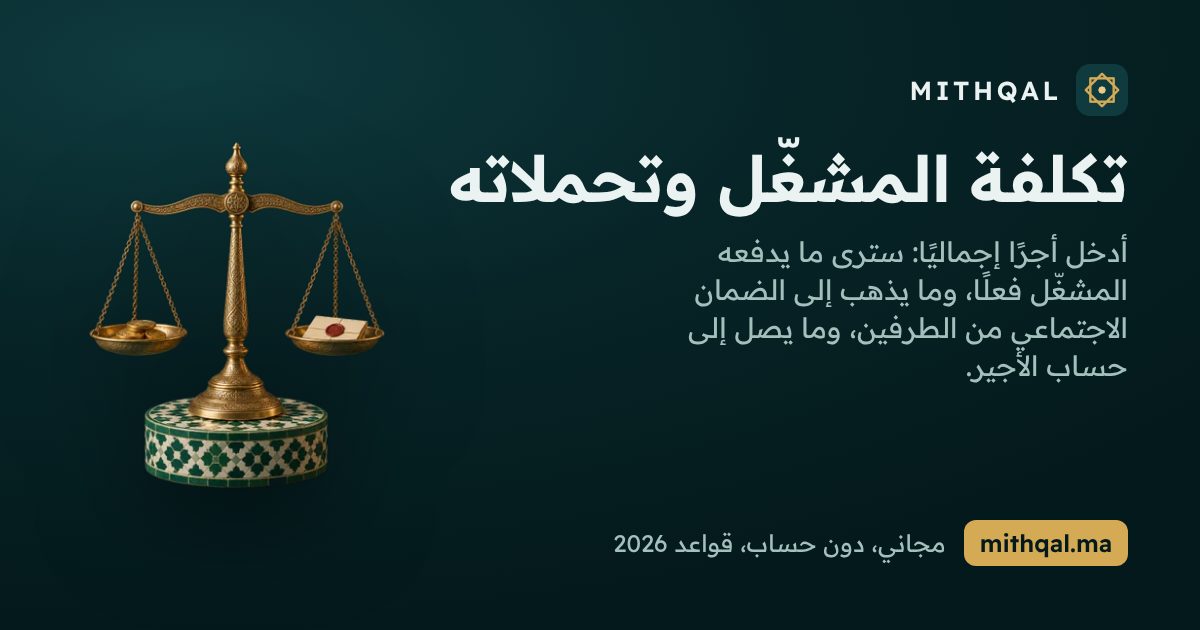 MITHQAL
تكلفة المشغّل وتحملاته
أدخل أجرًا إجماليًا: سترى ما يدفعه
المشغّل فعلًا، وما يذهب إلى الضمان
الاجتماعي من الطرفين، وما يصل إلى
حساب الأجير.
mithqal.ma
مجاني، دون حساب، قواعد 2026